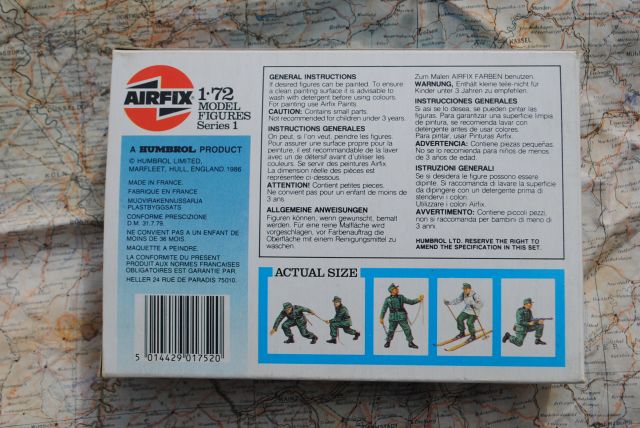 AIRFIX
1·72
MODEL
FIGURES
Series 1
A HUMBROL PRODUCT
© HUMBROL LIMITED,
MARFLEET, HULL, ENGLAND 1986
MADE IN FRANCE.
FABRIQUE EN FRANCE
MUOVIRAKENNUSSARJA
PLASTBYGGSATS
CONFORME PRESCIZIONE
D·M· 31.7.79.
NE CONVIENT PAS A UN ENFANT DE
MOINS DE 36 MOIS.
MAQUETTE A PEINDRE.
LA CONFORMITE DU PRESENT
PRODUIT AUX NORMES FRANCAISES
OBLIGATOIRES EST GARANTIE PAR
HELLER 24 RUE DE PARADIS 75010.
5 014429 017520
GENERAL INSTRUCTIONS
If desired figures can be painted. To ensure
a clean painting surface it is advisable to
wash with detergent before using colours.
For painting use Airfix Paints.
CAUTION: Contains small parts.
Not recommended for children under 3 years.
INSTRUCTIONS GENERALES
On peut, si l'on veut, peindre les figures.
Pour assurer une surface propre pour la
peinture, il est recommandable de la laver
avec un détersif avant d'utiliser les
couleurs. Se servir des peintures Airfix.
La dimension réelle des pièces est
représentée ci-dessous
ATTENTION! Contient petites pieces.
Ne convient pas pour un enfant de moins de
3 ans
ALLGEMEINE ANWEISUNGEN
Figuren können, wenn gewunscht, bemalt
werden. Für eine reine Malfläche wird
vorgeschlagen, vor Farbenauftrag die
Oberfläche mit einem Reinigungsmittel zu
waschen
Zum Malen AIRFIX FARBEN benutzen.
WARNUNG, Enthält kleine teile·nicht für
Kinder unter 3 Jahren zu empfehlen.
INSTRUCCIONES GENERALES
Si asi se lo desea, se pueden pintar las
figuras. Para garantizar una superficie limpia
de pintura, se recomenda lavar con
detergente antes de usar colores.
Para pintar, usar Pinturas Airfix.
ADVERTENCIA: Contiene piezas pequeñas.
No se lo recomienda para niños de menos
de 3 años de edad.
ISTRUZIONI GENERALI
Se si desidera le figure possono essere
dipinte. Si raccomanda di lavare la superficie
da dipingere con un detergente prima di
stendervi i colori.
Utilizzare i colori Airfix.
AVVERTIMENTO: Contiene piccoli pezzi,
non si raccomanda per bambini di meno di
3 anni
HUMBROL LTD. RESERVE THE RIGHT TO
AMEND THE SPECIFICATION IN THIS SET.
ACTUAL SIZE
KASSEL